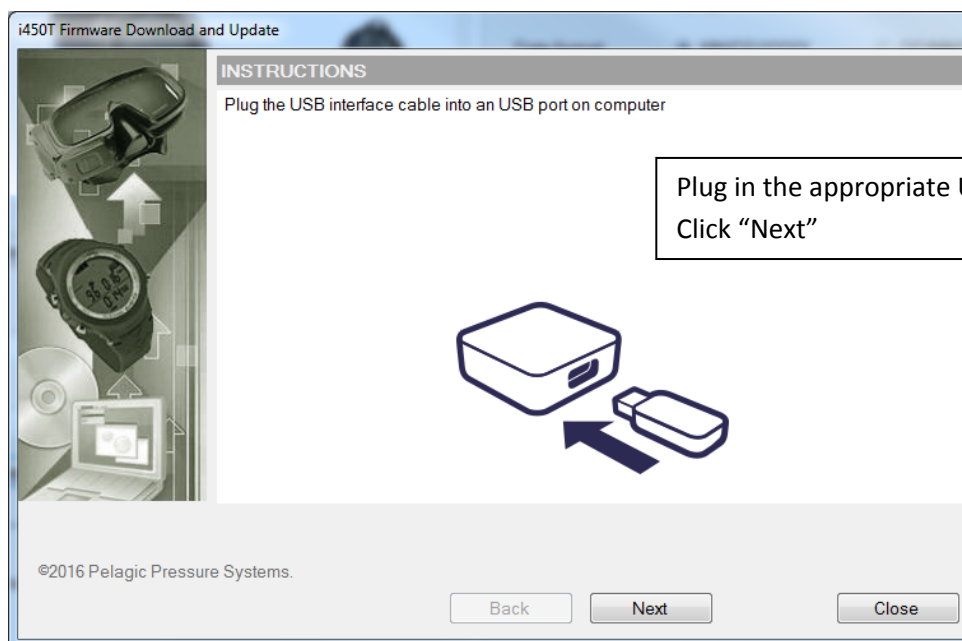 i450T Firmware Download and Update
INSTRUCTIONS
Plug the USB interface cable into an USB port on computer
Plug in the appropriate
Click “Next”
©2016 Pelagic Pressure Systems.
Back
Next
Close